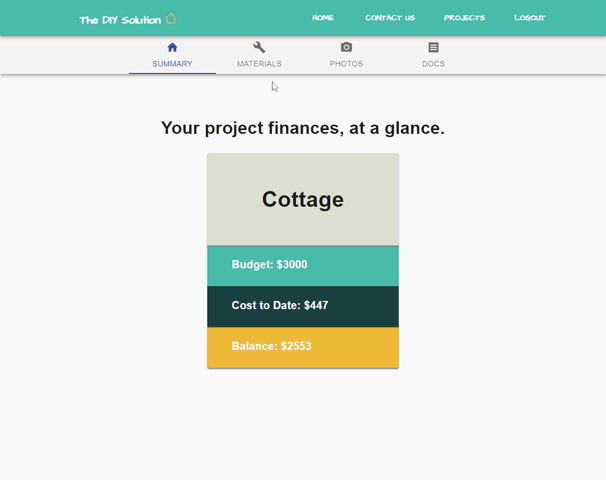 The DIY Solution
HOME CONTACT US PROJECTS LOGOUT
SUMMARY MATERIALS PHOTOS DOCS
Your project finances, at a glance.
Cottage
Budget: $3000
Cost to Date: $447
Balance: $2553